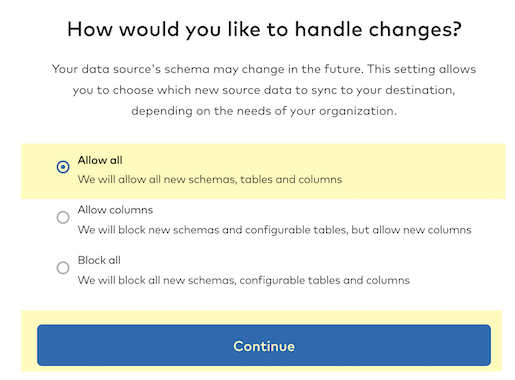 How would you like to handle changes?
Your data source's schema may change in the future. This setting allows
you to choose which new source data to sync to your destination,
depending on the needs of your organization.
Allow all
We will allow all new schemas, tables and columns
Allow columns
We will block new schemas and configurable tables, but allow new columns
Block all
We will block all new schemas, configurable tables and columns
Continue